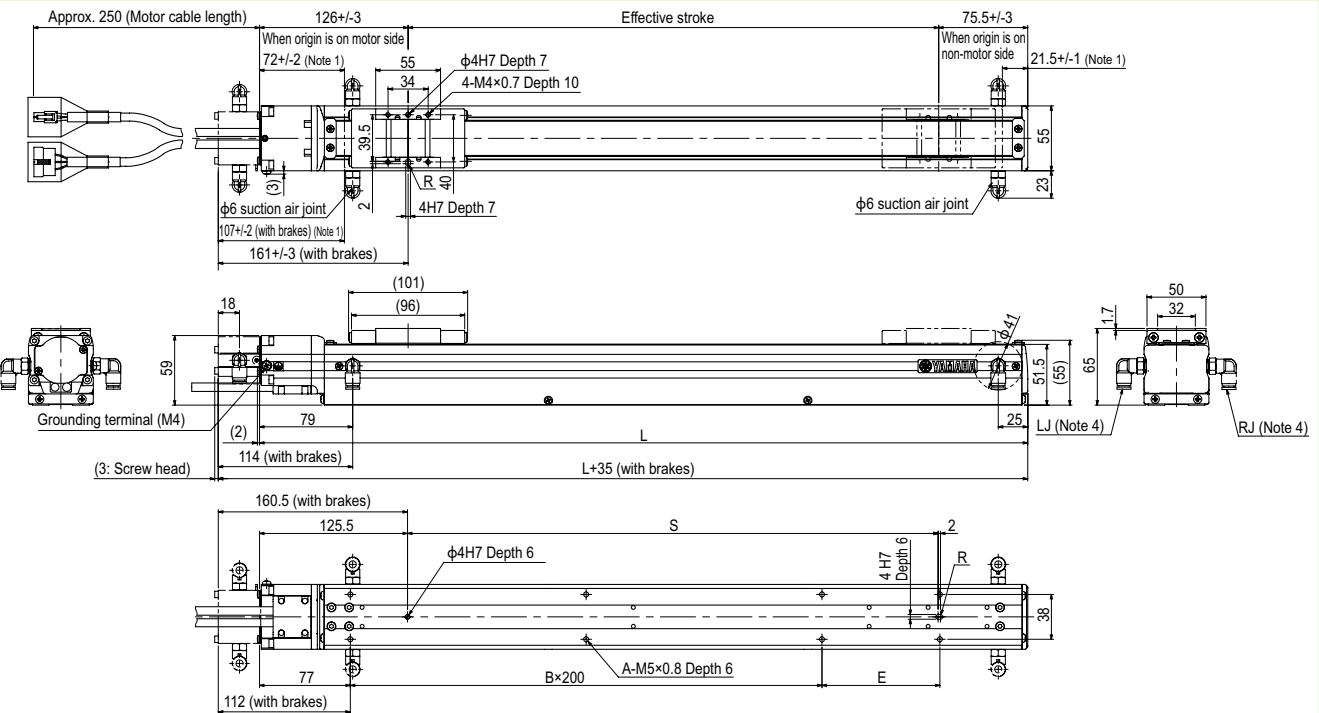 Approx. 250 (Motor cable length)
126+/-3
Effective stroke
75.5+/-3
When origin is on motor side
When origin is on
non-motor side
72+/-2 (Note 1)
21.5+/-1 (Note 1)
55
34
ϕ4H7 Depth 7
4-M4×0.7 Depth 10
39.5
40
R
2
(3)
55
23
ϕ6 suction air joint
4H7 Depth 7
ϕ6 suction air joint
107+/-2 (with brakes) (Note 1)
161+/-3 (with brakes)
(101)
(96)
18
59
ϕ41
YAMAHA
51.5
(55)
50
32
1.7
65
Grounding terminal (M4)
79
25
LJ (Note 4)
RJ (Note 4)
(2)
L
114 (with brakes)
(3: Screw head)
L+35 (with brakes)
160.5 (with brakes)
125.5
S
2
ϕ4H7 Depth 6
4 H7
Depth 6
R
38
A-M5×0.8 Depth 6
77
B×200
E
112 (with brakes)